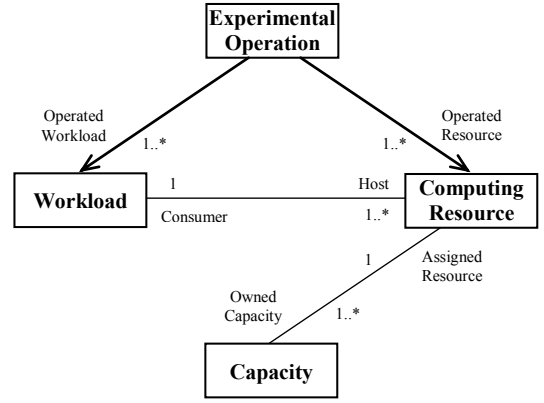 Experimental
Operation
Operated
Workload
Operated
Resource
1..*
1..*
Workload
1
Host
Computing
Resource
Consumer
1..*
1
Assigned
Resource
Owned
Capacity
1..*
Capacity